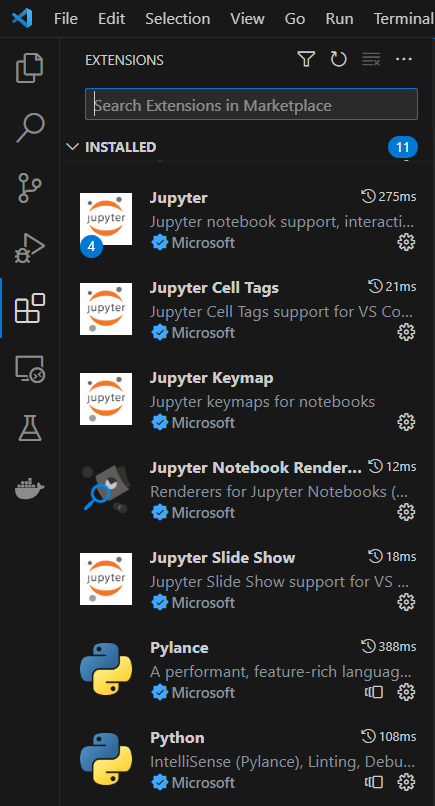 File Edit Selection View Go Run Terminal
EXTENSIONS
Search Extensions in Marketplace
INSTALLED 11
Jupyter 275ms
Jupyter notebook support, interacti...
jupyter
4
Microsoft
Jupyter Cell Tags 21ms
Jupyter Cell Tags support for VS Co...
jupyter
Microsoft
Jupyter Keymap
Jupyter keymaps for notebooks
jupyter
Microsoft
Jupyter Notebook Render... 12ms
Renderers for Jupyter Notebooks (...
Microsoft
Jupyter Slide Show 18ms
Jupyter Slide Show support for VS ...
jupyter
Microsoft
Pylance 388ms
A performant, feature-rich languag...
Microsoft
Python 108ms
IntelliSense (Pylance), Linting, Debu...
Microsoft